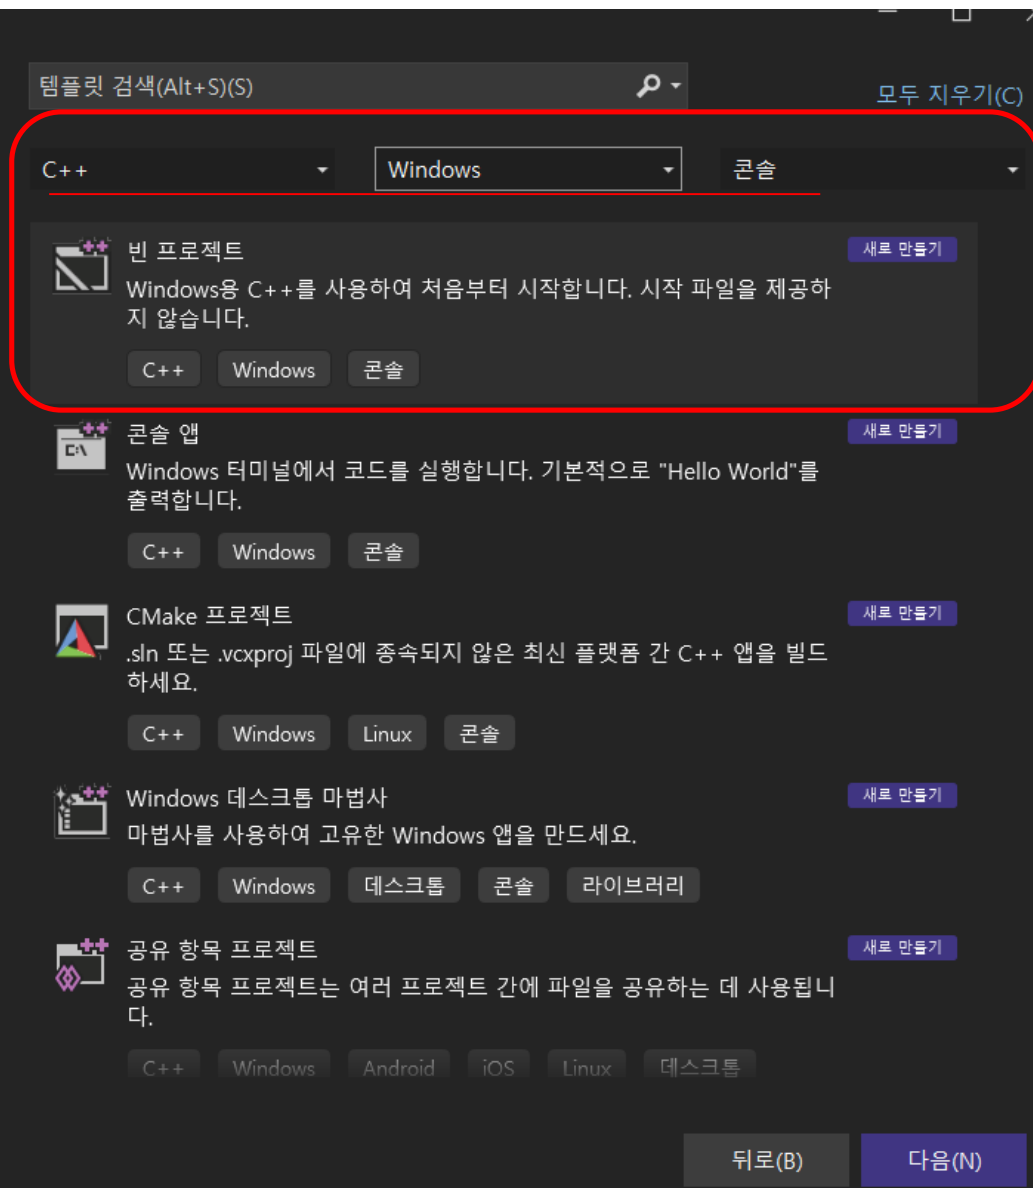 템플릿 검색(Alt+S)(S)
모두 지우기(C)
C++ Windows 콘솔
빈 프로젝트 새로 만들기
Windows용 C++를 사용하여 처음부터 시작합니다. 시작 파일을 제공하
지 않습니다.
C++ Windows 콘솔
콘솔 앱 새로 만들기
Windows 터미널에서 코드를 실행합니다. 기본적으로 "Hello World"를
출력합니다.
C++ Windows 콘솔
CMake 프로젝트 새로 만들기
.sln 또는 .vcxproj 파일에 종속되지 않은 최신 플랫폼 간 C++ 앱을 빌드
하세요.
C++ Windows Linux 콘솔
Windows 데스크톱 마법사 새로 만들기
마법사를 사용하여 고유한 Windows 앱을 만드세요.
C++ Windows 데스크톱 콘솔 라이브러리
공유 항목 프로젝트 새로 만들기
공유 항목 프로젝트는 여러 프로젝트 간에 파일을 공유하는 데 사용됩니
다.
C++ Windows Android iOS Linux 데스크톱
뒤로(B) 다음(N)